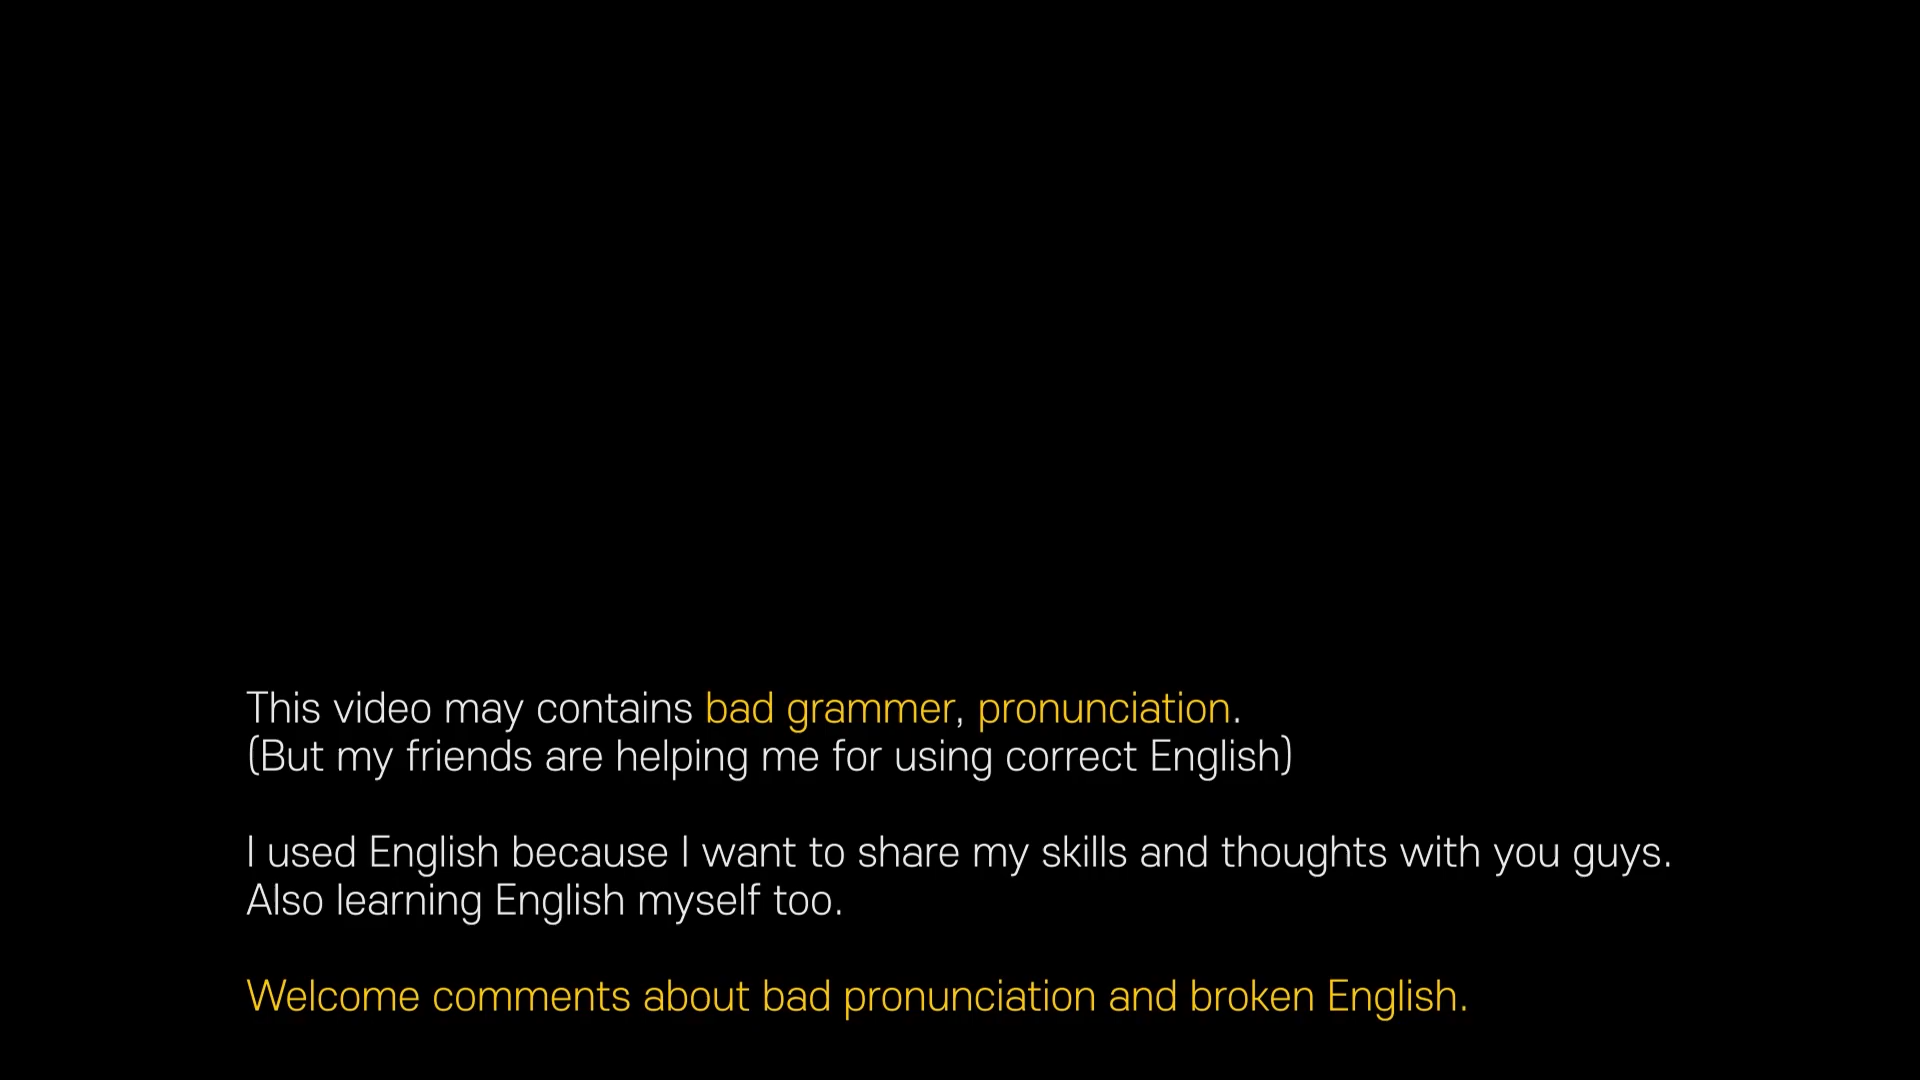 This video may contains bad grammer, pronunciation.
(But my friends are helping me for using correct English)
I used English because I want to share my skills and thoughts with you guys.
Also learning English myself too.
Welcome comments about bad pronunciation and broken English.